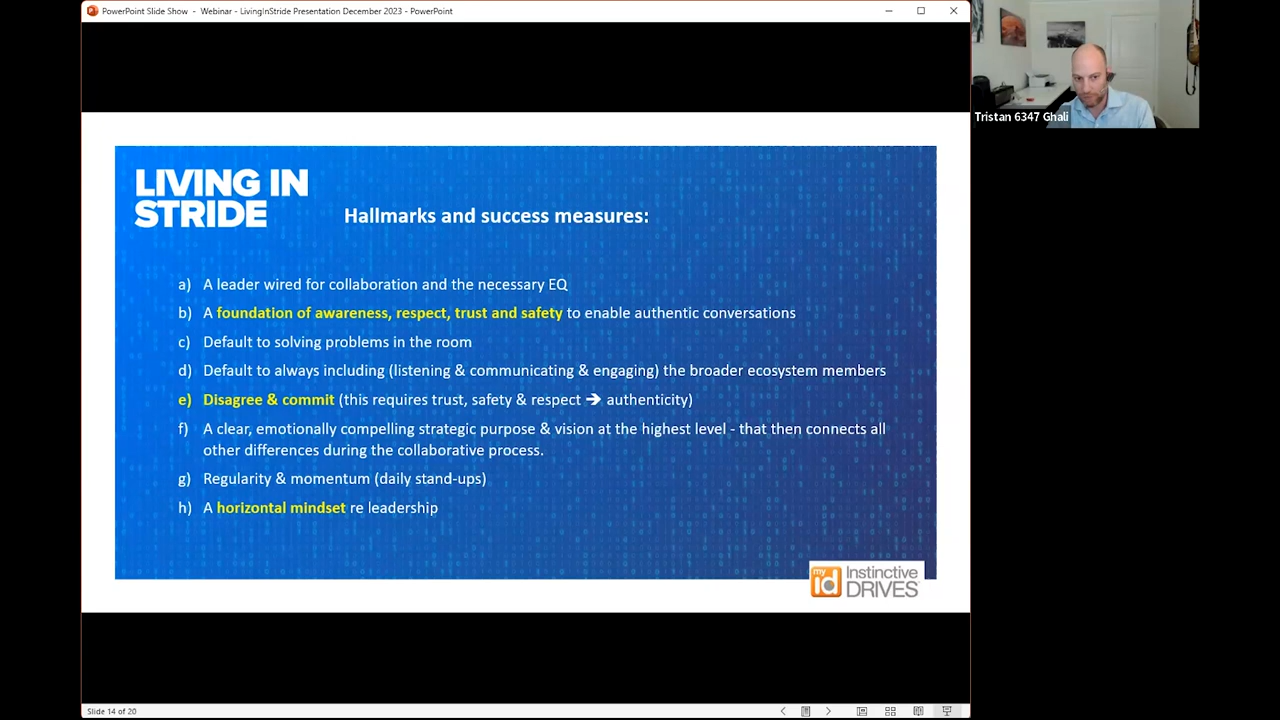 PowerPoint Slide Show - Webinar - LivingInStride Presentation December 2023 - PowerPoint
Tristan 6347 Ghali
LIVING IN
STRIDE
Hallmarks and success measures:
a) A leader wired for collaboration and the necessary EQ
b) A foundation of awareness, respect, trust and safety to enable authentic conversations
c) Default to solving problems in the room
d) Default to always including (listening & communicating & engaging) the broader ecosystem members
e) Disagree & commit (this requires trust, safety & respect → authenticity)
f) A clear, emotionally compelling strategic purpose & vision at the highest level - that then connects all
other differences during the collaborative process.
g) Regularity & momentum (daily stand-ups)
h) A horizontal mindset re leadership
my
id
Instinctive
DRIVES
Slide 14 of 20